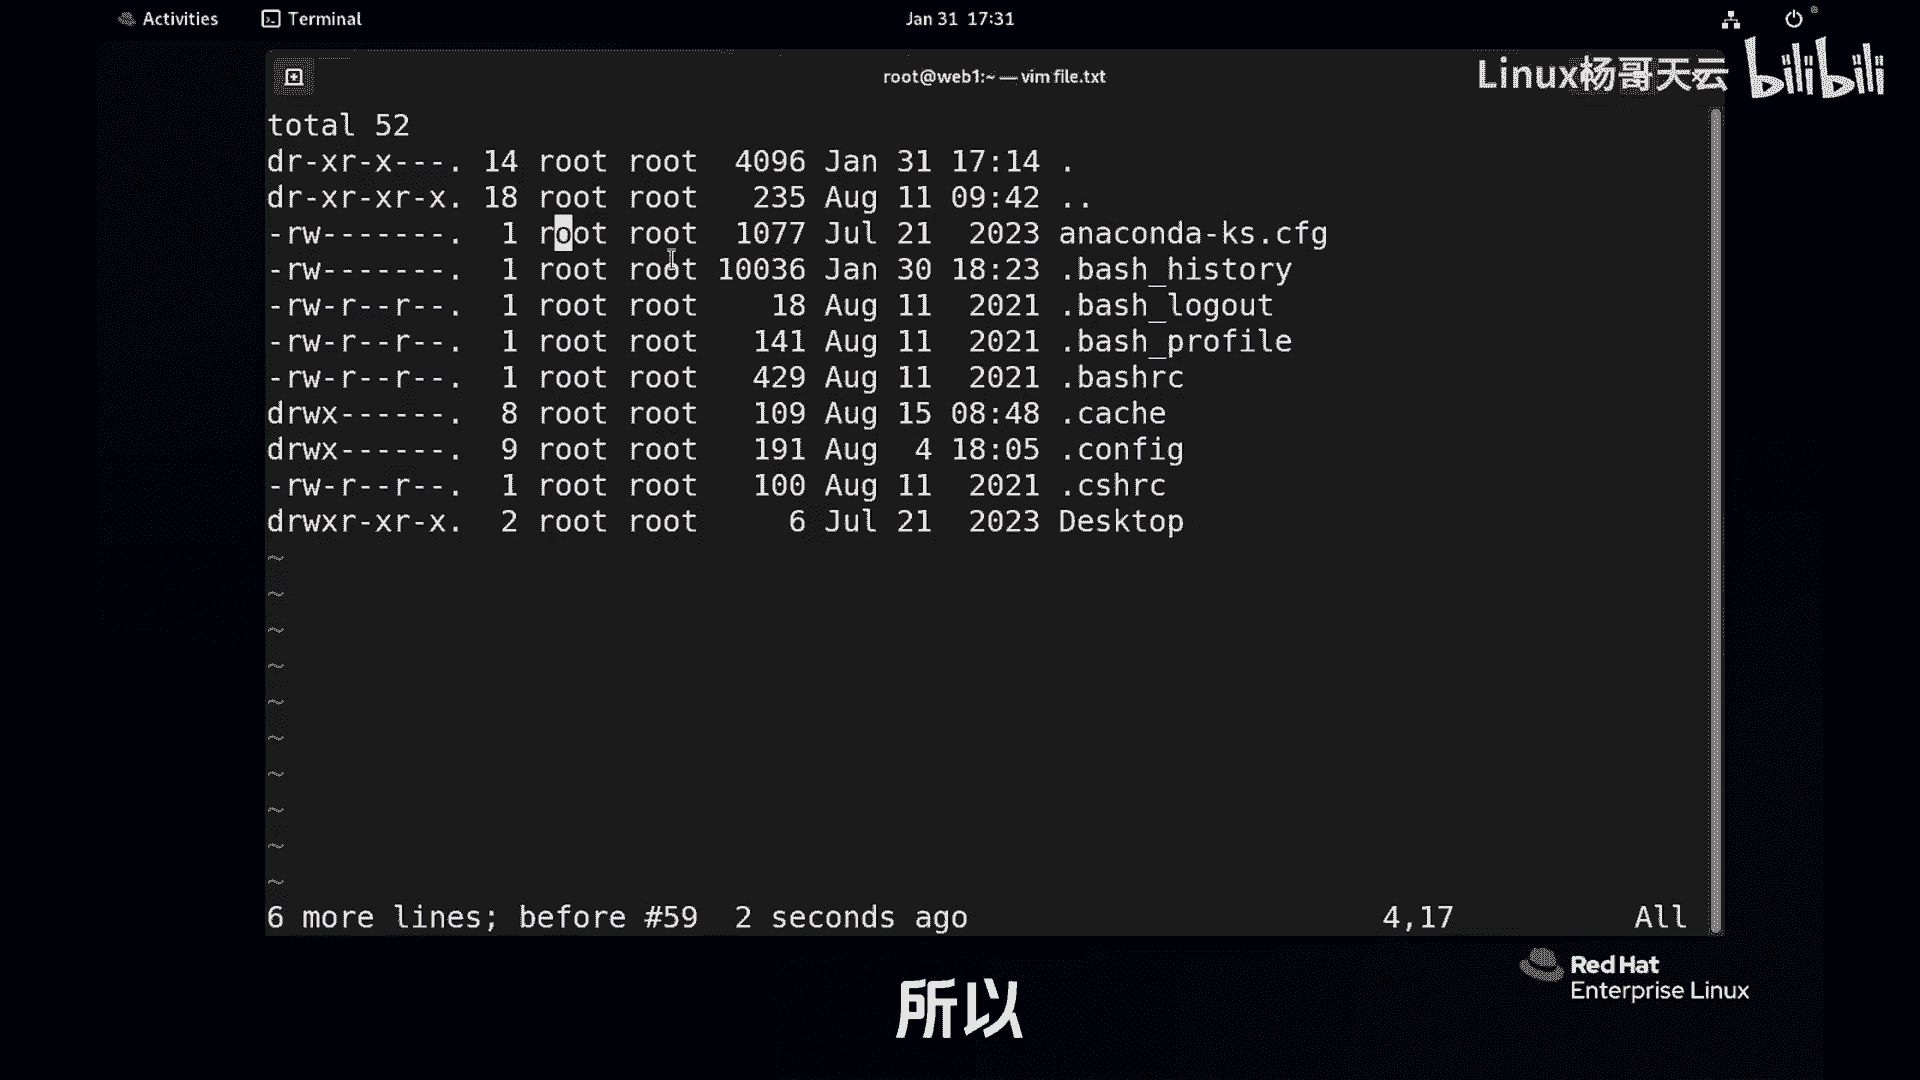 Activities Terminal Jan 31 17:31
root@web1:~ — vim file.txt
Linux杨哥天云 bilibili
total 52
dr-xr-x---. 14 root root  4096 Jan 31 17:14 .
dr-xr-xr-x. 18 root root   235 Aug 11 09:42 ..
-rw-------.  1 root root  1077 Jul 21  2023 anaconda-ks.cfg
-rw-------.  1 root root 10036 Jan 30 18:23 .bash_history
-rw-r--r--.  1 root root    18 Aug 11  2021 .bash_logout
-rw-r--r--.  1 root root   141 Aug 11  2021 .bash_profile
-rw-r--r--.  1 root root   429 Aug 11  2021 .bashrc
drwx------.  8 root root   109 Aug 15 08:48 .cache
drwx------.  9 root root   191 Aug  4 18:05 .config
-rw-r--r--.  1 root root   100 Aug 11  2021 .cshrc
drwxr-xr-x.  2 root root     6 Jul 21  2023 Desktop
~
~
~
~
~
~
~
~
~
~
6 more lines; before #59  2 seconds ago 4,17 All
Red Hat
Enterprise Linux
所以